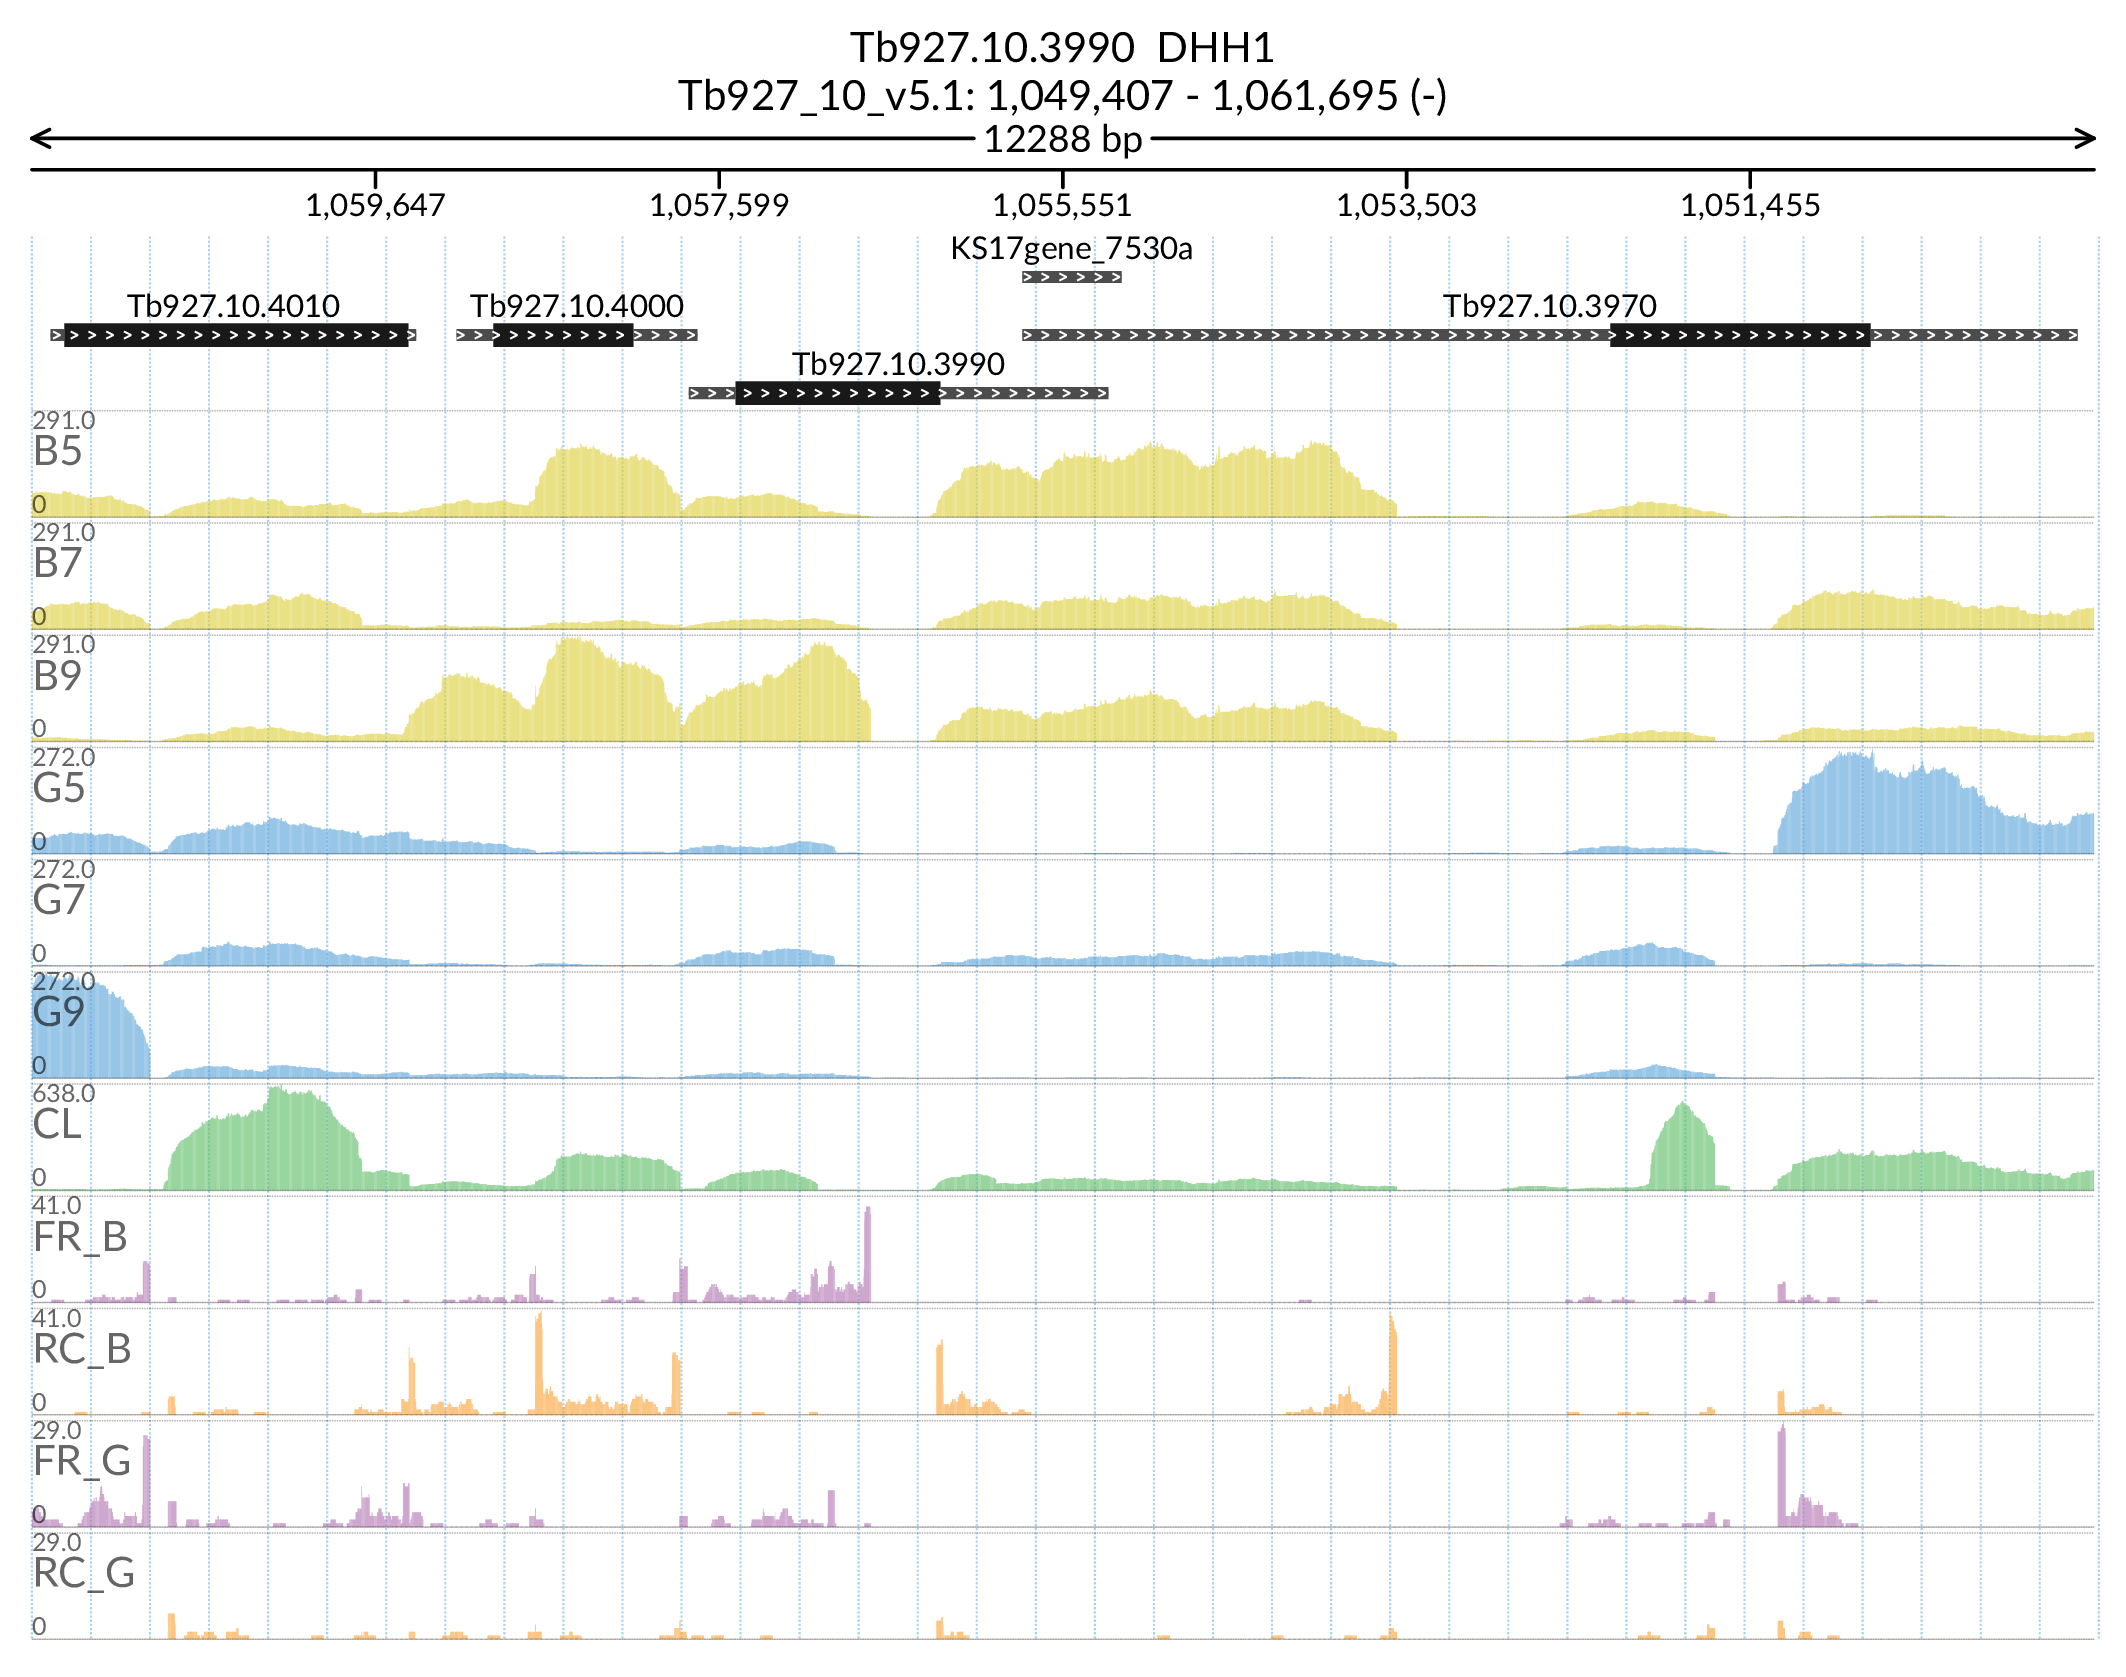 Tb927.10.3990  DHH1
Tb927_10_v5.1: 1,049,407 - 1,061,695 (-)
12288 bp
1,059,647 1,057,599 1,055,551 1,053,503 1,051,455
KS17gene_7530a
Tb927.10.4010 Tb927.10.4000 Tb927.10.3970
Tb927.10.3990
291.0
B5
0
291.0
B7
0
291.0
B9
0
272.0
G5
0
272.0
G7
0
272.0
G9
0
638.0
CL
0
41.0
FR_B
0
41.0
RC_B
0
29.0
FR_G
0
29.0
RC_G
0